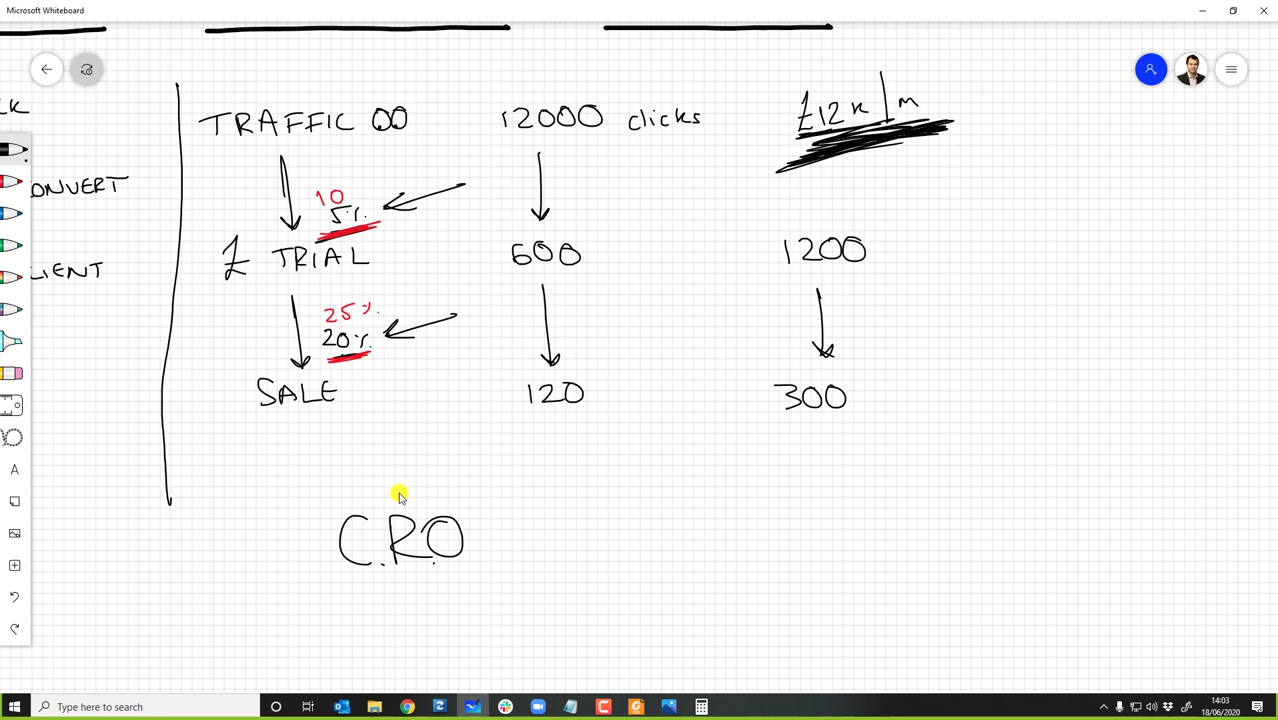 Microsoft Whiteboard
CK
TRAFFIC 00 12000 clicks £12k/m
ONVERT
10
5%
£ TRIAL 600 1200
LIENT
25%
20%
SALE 120 300
A
C.R.O
Type here to search
14:03
18/06/2020